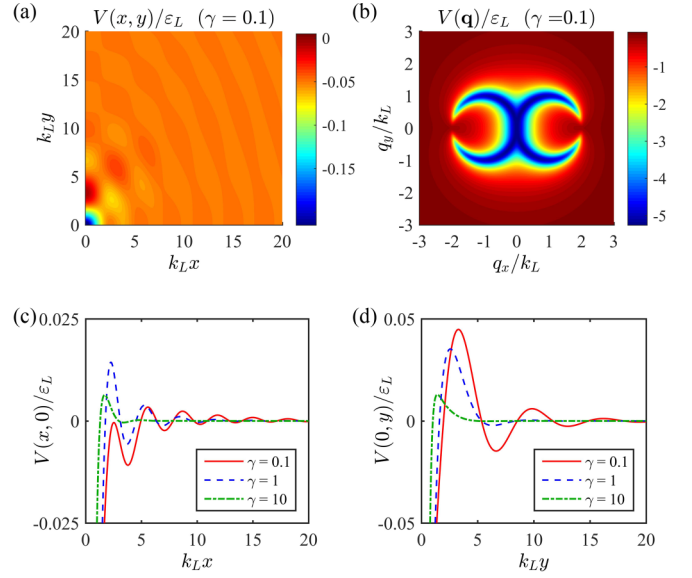 (a) V(x, y)/ε_L (γ = 0.1)
20
15
10
5
0
k_L y
0 5 10 15 20
k_L x
0
-0.05
-0.1
-0.15
(b) V(q)/ε_L (γ =0.1)
3
2
1
0
-1
-2
-3
q_y/k_L
-3 -2 -1 0 1 2 3
q_x/k_L
-1
-2
-3
-4
-5
(c)
0.025
0
-0.025
V(x, 0)/ε_L
γ = 0.1
γ = 1
γ = 10
0 5 10 15 20
k_L x
(d)
0.05
0
-0.05
V(0, y)/ε_L
γ = 0.1
γ = 1
γ = 10
0 5 10 15 20
k_L y